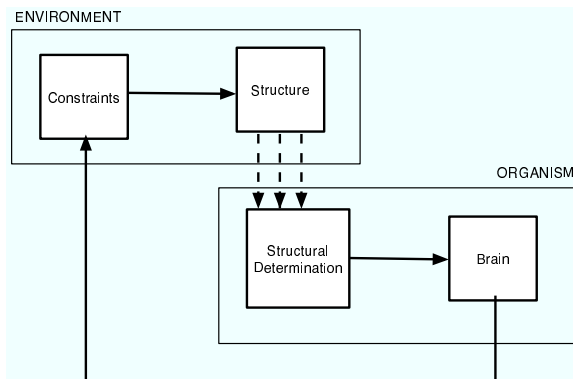 ENVIRONMENT
Constraints
Structure
ORGANISM
Structural
Determination
Brain